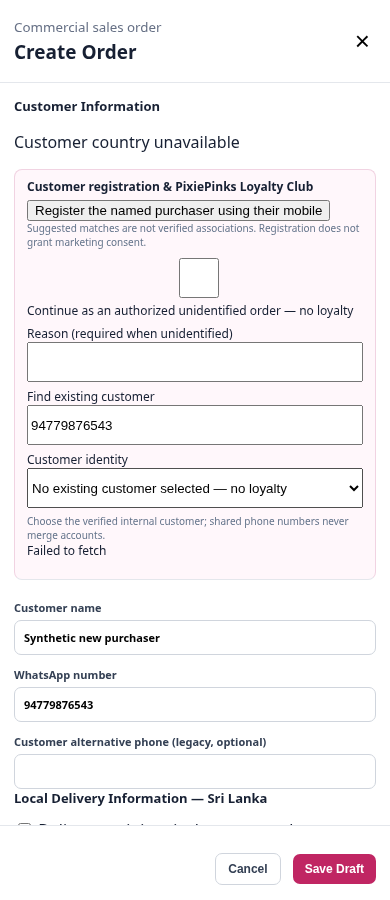 Commercial sales order
Create Order
✕
Customer Information
Customer country unavailable
Customer registration & PixiePinks Loyalty Club
Register the named purchaser using their mobile
Suggested matches are not verified associations. Registration does not
grant marketing consent.
Continue as an authorized unidentified order — no loyalty
Reason (required when unidentified)
Find existing customer
94779876543
Customer identity
No existing customer selected — no loyalty
Choose the verified internal customer; shared phone numbers never
merge accounts.
Failed to fetch
Customer name
Synthetic new purchaser
WhatsApp number
94779876543
Customer alternative phone (legacy, optional)
Local Delivery Information — Sri Lanka
Cancel
Save Draft